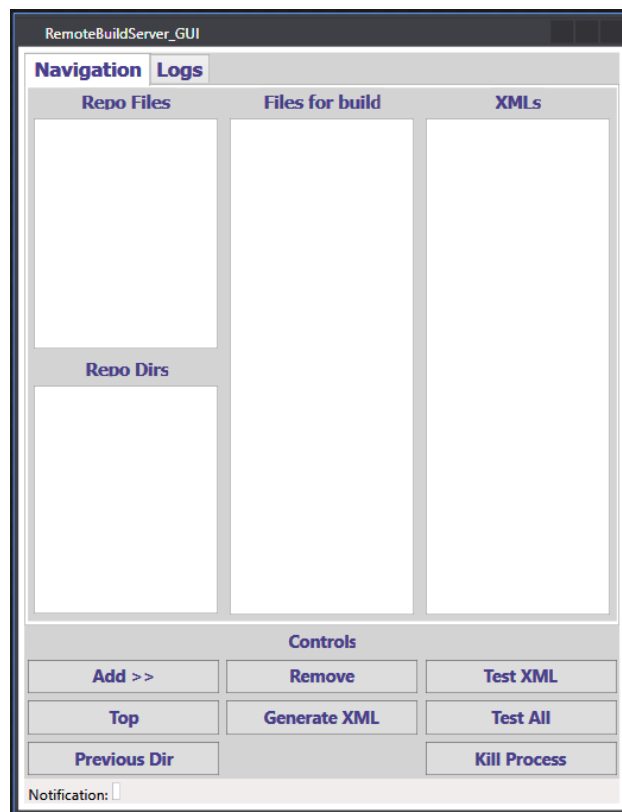 RemoteBuildServer_GUI
Navigation Logs
Repo Files Files for build XMLs
Repo Dirs
Controls
Add >> Remove Test XML
Top Generate XML Test All
Previous Dir Kill Process
Notification: